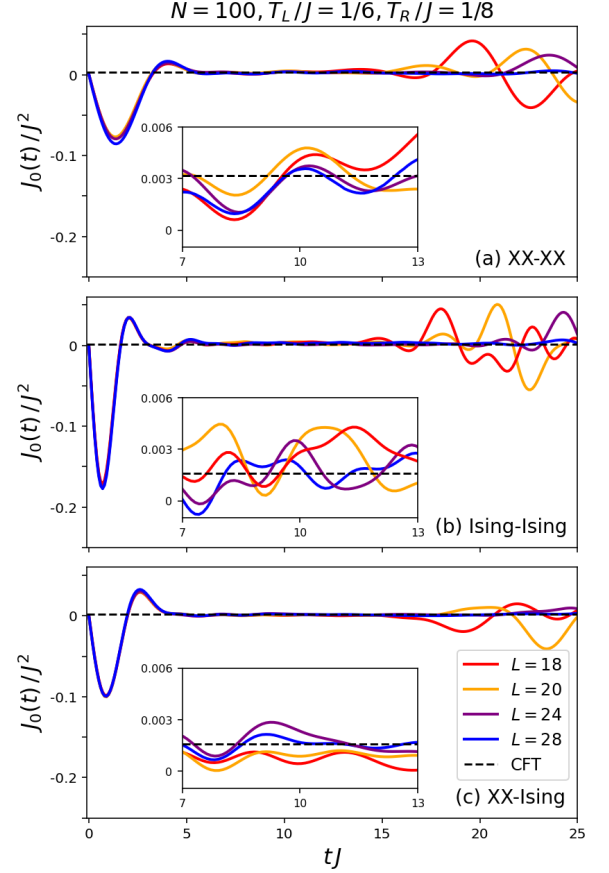 N = 100, T_L/J = 1/6, T_R/J = 1/8
0
-0.1
-0.2
J_0(t)/J^2
0.006
0.003
0
7
10
13
(a) XX-XX
0
-0.1
-0.2
J_0(t)/J^2
0.006
0.003
0
7
10
13
(b) Ising-Ising
0
-0.1
-0.2
J_0(t)/J^2
0.006
0.003
0
7
10
13
L = 18
L = 20
L = 24
L = 28
CFT
(c) XX-Ising
0
5
10
15
20
25
tJ